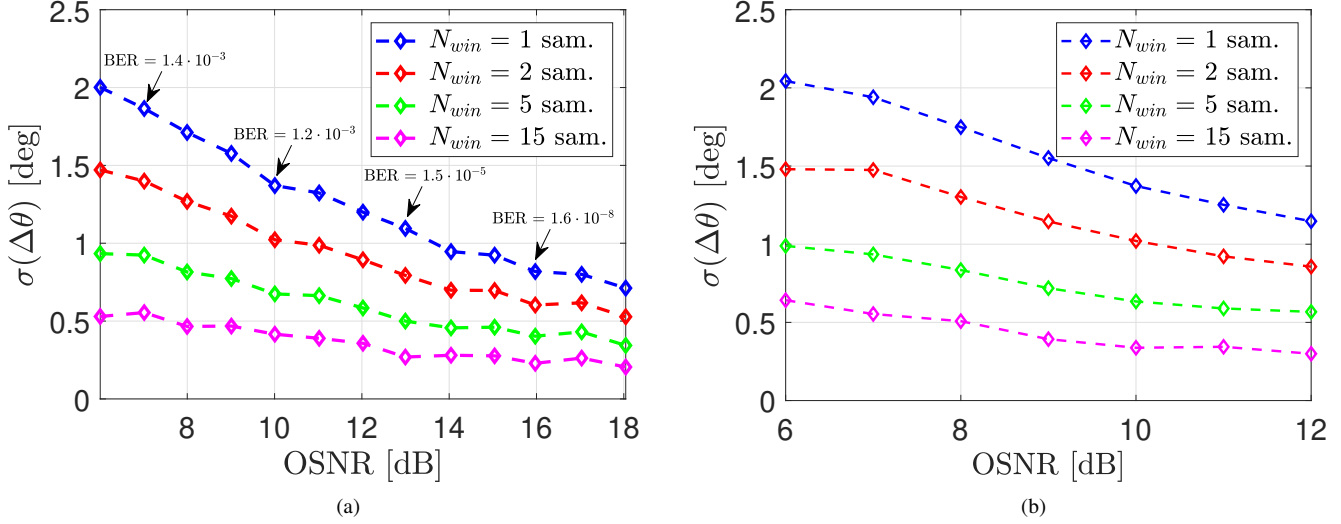 2.5
2
1.5
1
0.5
0
σ(Δθ) [deg]
8
10
12
14
16
18
OSNR [dB]
BER = 1.4 · 10⁻³
BER = 1.2 · 10⁻³
BER = 1.5 · 10⁻⁵
BER = 1.6 · 10⁻⁸
N_win = 1 sam.
N_win = 2 sam.
N_win = 5 sam.
N_win = 15 sam.
(a)
2.5
2
1.5
1
0.5
0
σ(Δθ) [deg]
6
8
10
12
OSNR [dB]
N_win = 1 sam.
N_win = 2 sam.
N_win = 5 sam.
N_win = 15 sam.
(b)